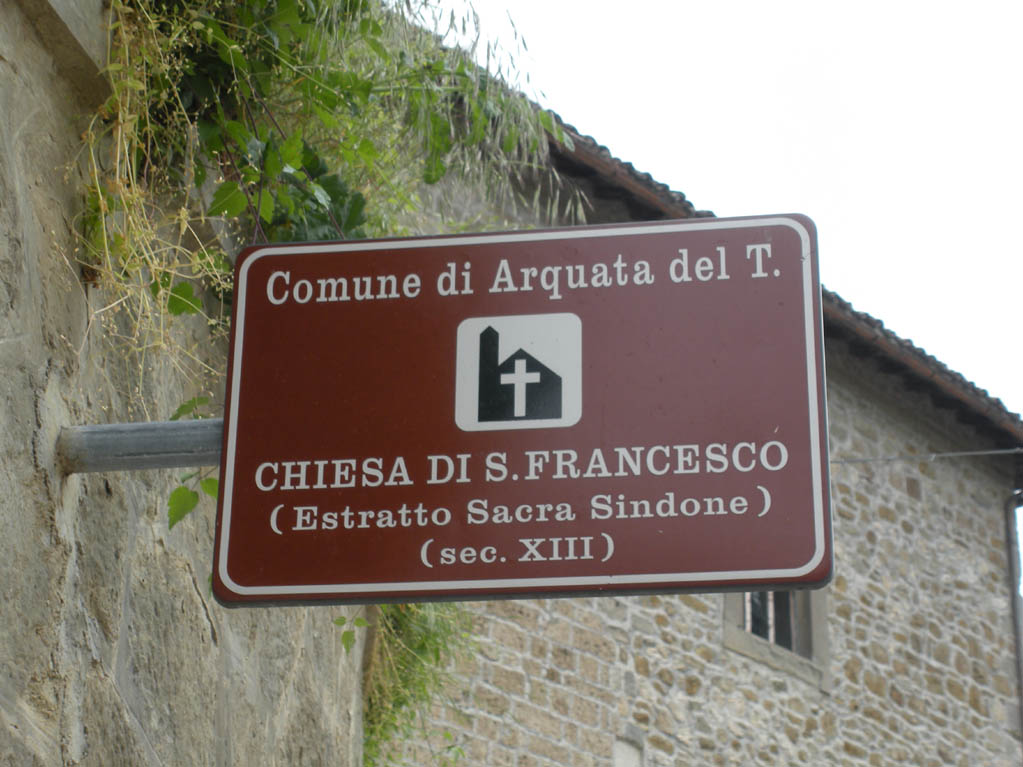 Comune di Arquata del T.
CHIESA DI S. FRANCESCO
(Estratto Sacra Sindone)
(sec. XIII)